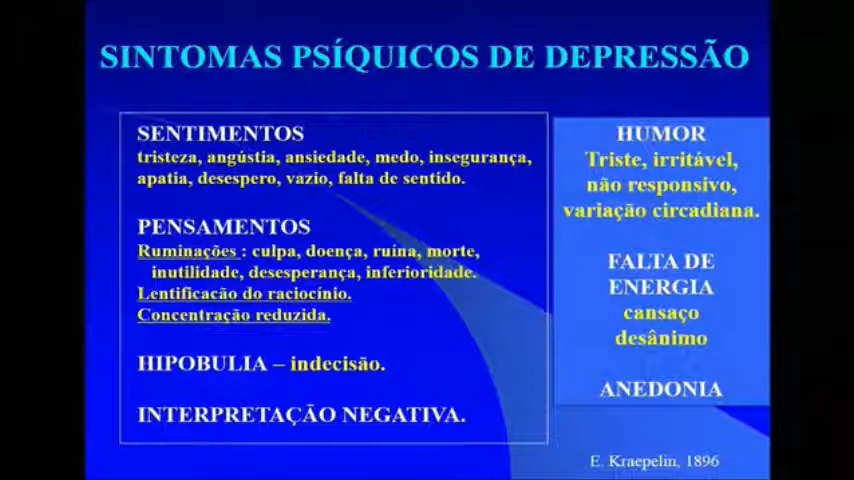 SINTOMAS PSÍQUICOS DE DEPRESSÃO
SENTIMENTOS
tristeza, angústia, ansiedade, medo, insegurança,
apatia, desespero, vazio, falta de sentido.
PENSAMENTOS
Ruminações : culpa, doença, ruína, morte,
inutilidade, desesperança, inferioridade.
Lentificacão do raciocínio.
Concentração reduzida.
HIPOBULIA – indecisão.
INTERPRETAÇÃO NEGATIVA.
HUMOR
Triste, irritável,
não responsivo,
variação circadiana.
FALTA DE
ENERGIA
cansaço
desânimo
ANEDONIA
E. Kraepelin, 1896